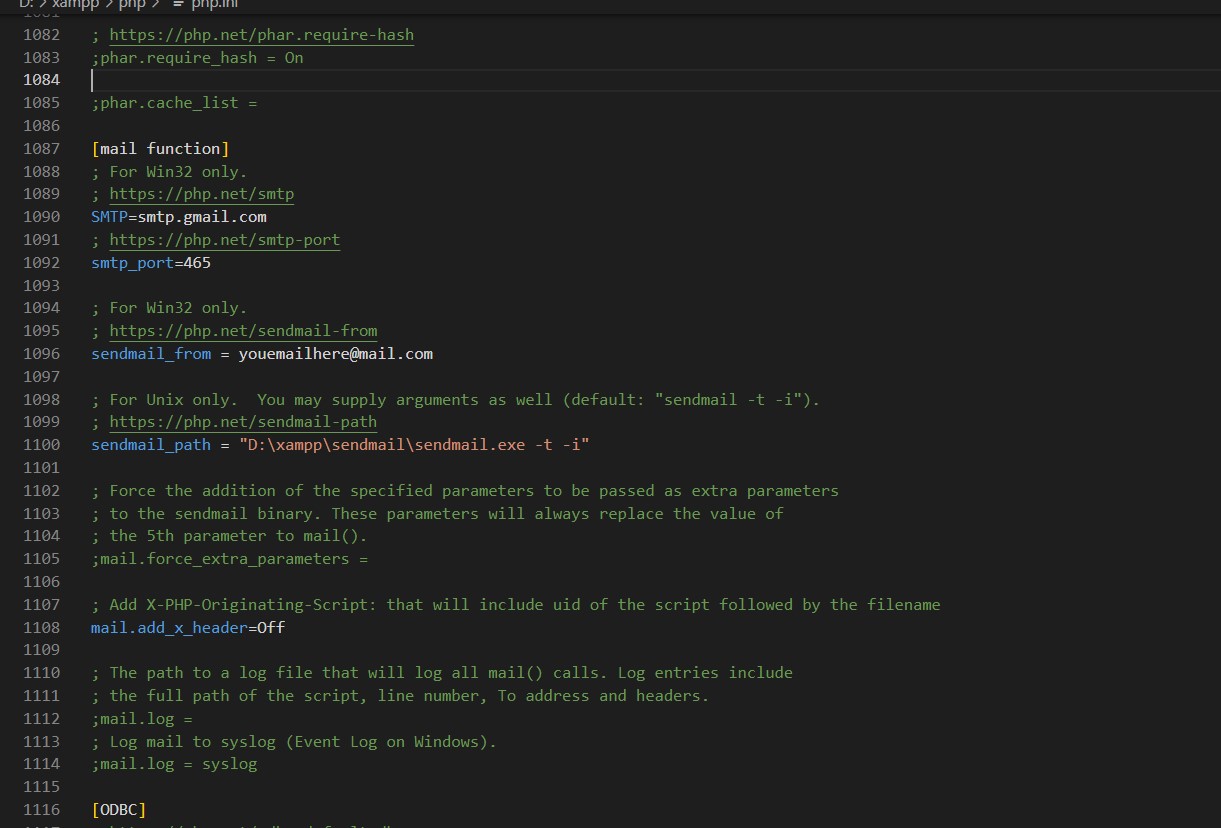 D: > xampp > php > php.ini
1081
1082 ; https://php.net/phar.require-hash
1083 ;phar.require_hash = On
1084
1085 ;phar.cache_list =
1086
1087 [mail function]
1088 ; For Win32 only.
1089 ; https://php.net/smtp
1090 SMTP=smtp.gmail.com
1091 ; https://php.net/smtp-port
1092 smtp_port=465
1093
1094 ; For Win32 only.
1095 ; https://php.net/sendmail-from
1096 sendmail_from = youemailhere@mail.com
1097
1098 ; For Unix only.  You may supply arguments as well (default: "sendmail -t -i").
1099 ; https://php.net/sendmail-path
1100 sendmail_path = "D:\xampp\sendmail\sendmail.exe -t -i"
1101
1102 ; Force the addition of the specified parameters to be passed as extra parameters
1103 ; to the sendmail binary. These parameters will always replace the value of
1104 ; the 5th parameter to mail().
1105 ;mail.force_extra_parameters =
1106
1107 ; Add X-PHP-Originating-Script: that will include uid of the script followed by the filename
1108 mail.add_x_header=Off
1109
1110 ; The path to a log file that will log all mail() calls. Log entries include
1111 ; the full path of the script, line number, To address and headers.
1112 ;mail.log =
1113 ; Log mail to syslog (Event Log on Windows).
1114 ;mail.log = syslog
1115
1116 [ODBC]